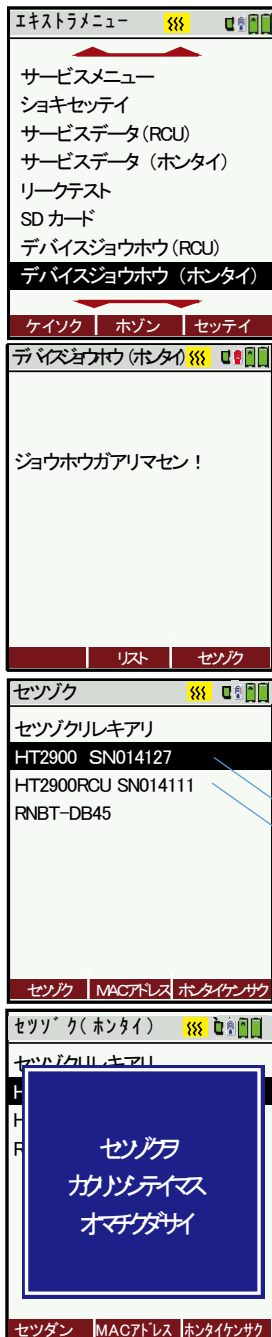 エキストラメニュー
サービスメニュー
ショキセッテイ
サービスデータ(RCU)
サービスデータ (ホンタイ)
リークテスト
SD カード
デバイスジョウホウ(RCU)
デバイスジョウホウ (ホンタイ)
ケイソク ホゾン セッテイ
デバイスジョウホウ(ホンタイ)
ジョウホウガアリマセン！
リスト セツゾク
セツゾク
セツゾクリレキアリ
HT2900 SN014127
HT2900RCU SN014111
RNBT-DB45
セツゾク MACアドレス ホンタイケンサク
セツゾク(ホンタイ)
セツゾクリレキアリ
H
H
R
セツゾクヲ
カクリツシテイマス
オマチクダサイ
セツダン MACアドレス ホンタイケンサク